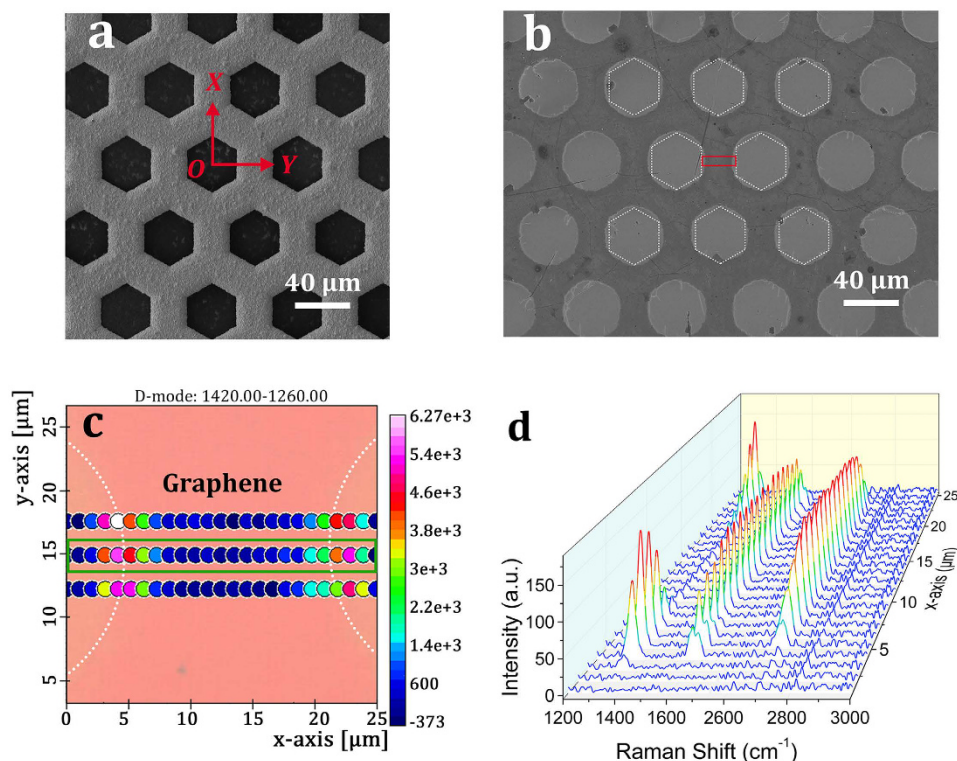 a
X
O
Y
40 µm
b
40 µm
D-mode: 1420.00-1260.00
c
Graphene
y-axis [µm]
25
20
15
10
5
0 5 10 15 20 25
x-axis [µm]
6.27e+3
5.4e+3
4.6e+3
3.8e+3
3e+3
2.2e+3
1.4e+3
600
-373
d
Intensity (a.u.)
150
125
100
75
50
25
0
1200 1400 1600 2600 2800 3000
Raman Shift (cm⁻¹)
5
10
15
20
25
x-axis (µm)